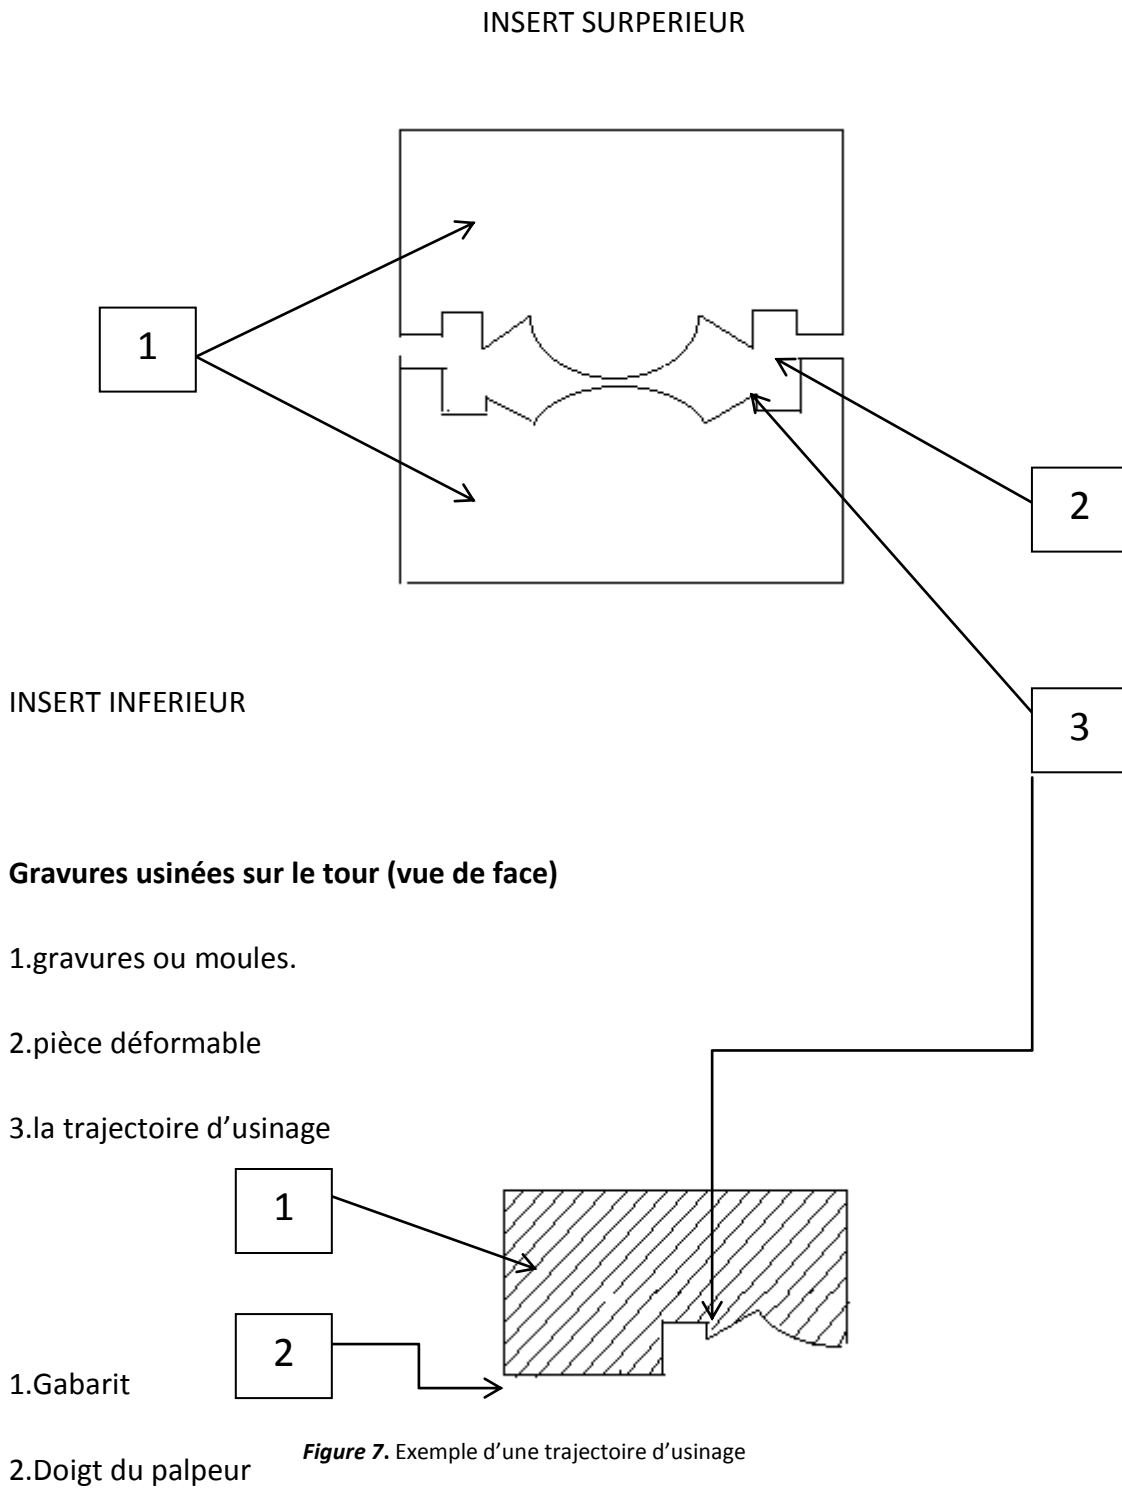 INSERT SURPERIEUR
1
2
INSERT INFERIEUR
3
Gravures usinées sur le tour (vue de face)
1.gravures ou moules.
2.pièce déformable
3.la trajectoire d’usinage
1
2
1.Gabarit
Figure 7. Exemple d’une trajectoire d’usinage
2.Doigt du palpeur